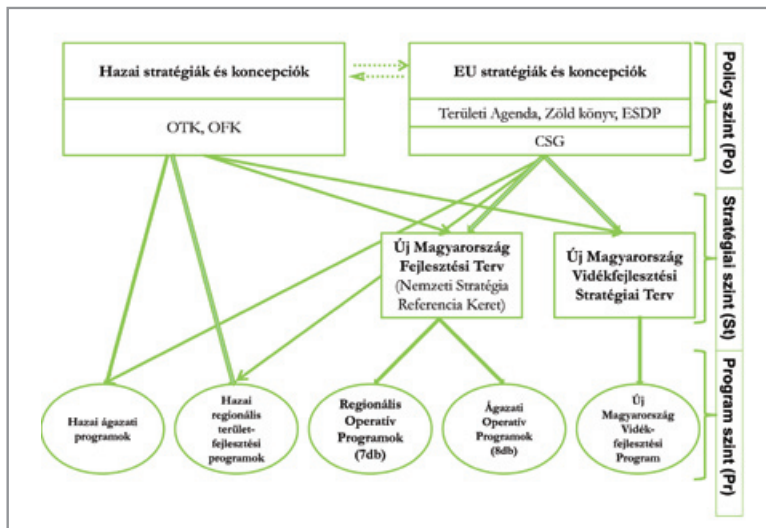 Hazai stratégiák és koncepciók
OTK, OFK
EU stratégiák és koncepciók
Területi Agenda, Zöld könyv, ESDP
CSG
Policy szint (Po)
Új Magyarország
Fejlesztési Terv
(Nemzeti Stratégia
Referencia Keret)
Új Magyarország
Vidékfejlesztési
Stratégiai Terv
Stratégiai szint (St)
Hazai ágazati
programok
Hazai
regionális
terület-
fejlesztési
programok
Regionális
Operatív
Programok
(7db)
Ágazati
Operatív
Programok
(8db)
Új
Magyarország
Vidék-
fejlesztési
Program
Program szint (Pr)